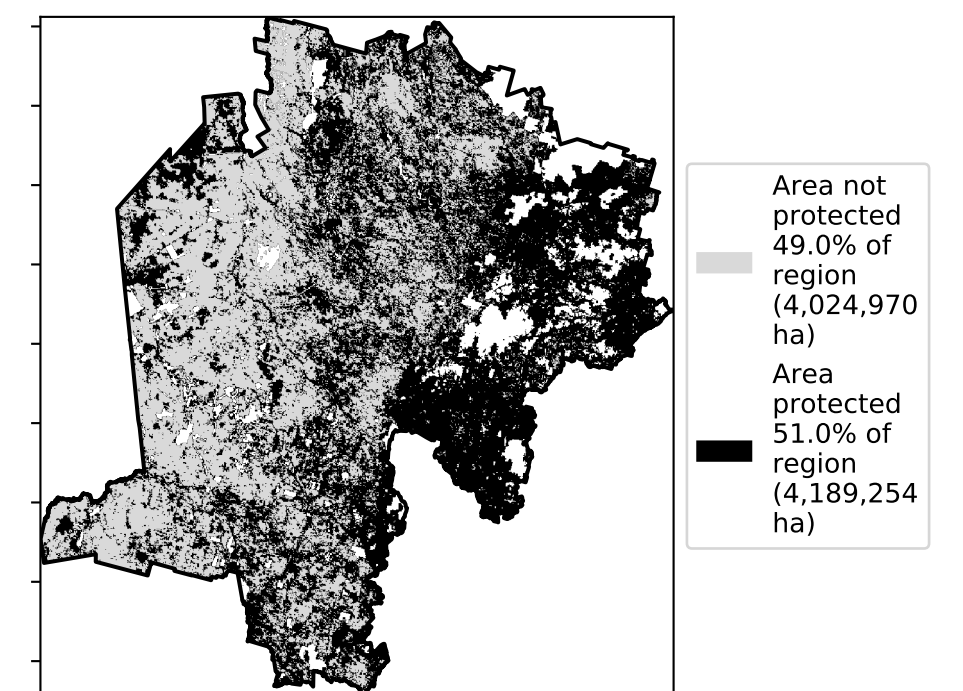 Area not
protected
49.0% of
region
(4,024,970
ha)
Area
protected
51.0% of
region
(4,189,254
ha)